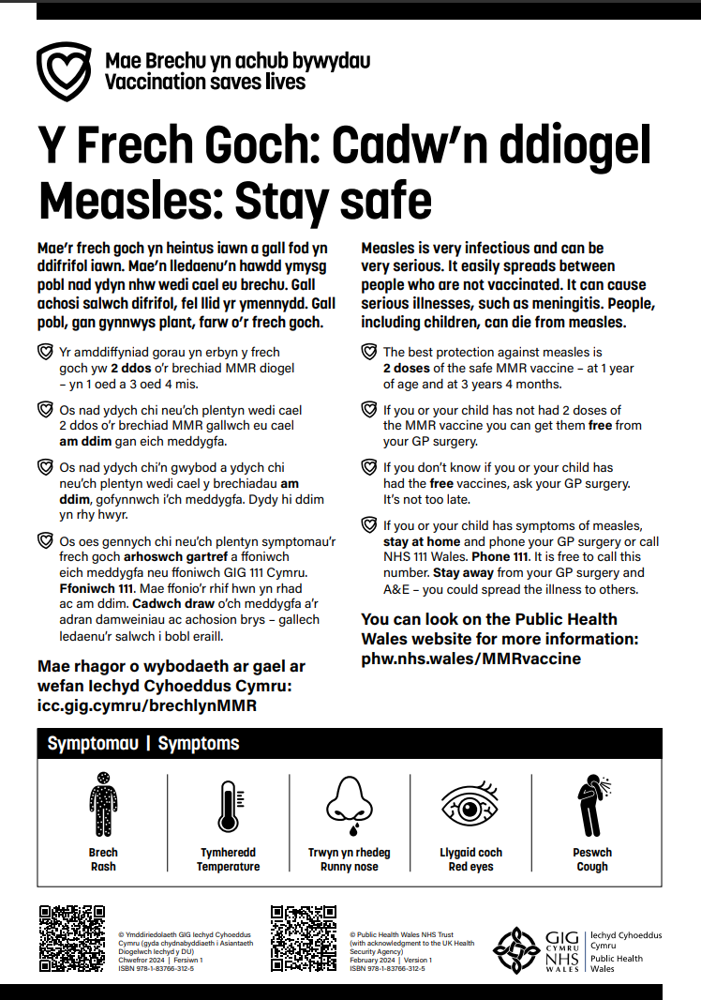 Mae Brechu yn achub bywydau
Vaccination saves lives
Y Frech Goch: Cadw'n ddiogel
Measles: Stay safe
Mae'r frech goch yn heintus iawn a gall fod yn
ddifrifol iawn. Mae'n lledaenu'n hawdd ymysg
pobl nad ydyn nhw wedi cael eu brechu. Gall
achosi salwch difrifol, fel llid yr ymennydd. Gall
pobl, gan gynnwys plant, farw o'r frech goch.
Yr amddiffyniad gorau yn erbyn y frech
goch yw 2 ddos o'r brechiad MMR diogel
– yn 1 oed a 3 oed 4 mis.
Os nad ydych chi neu'ch plentyn wedi cael
2 ddos o'r brechiad MMR gallwch eu cael
am ddim gan eich meddygfa.
Os nad ydych chi'n gwybod a ydych chi
neu'ch plentyn wedi cael y brechiadau am
ddim, gofynnwch i'ch meddygfa. Dydy hi ddim
yn rhy hwyr.
Os oes gennych chi neu'ch plentyn symptomau'r
frech goch arhoswch gartref a ffoniwch
eich meddygfa neu ffoniwch GIG 111 Cymru.
Ffoniwch 111. Mae ffonio'r rhif hwn yn rhad
ac am ddim. Cadwch draw o'ch meddygfa a'r
adran damweiniau ac achosion brys – gallech
ledaenu'r salwch i bobl eraill.
Mae rhagor o wybodaeth ar gael ar
wefan Iechyd Cyhoeddus Cymru:
icc.gig.cymru/brechlynMMR
Measles is very infectious and can be
very serious. It easily spreads between
people who are not vaccinated. It can cause
serious illnesses, such as meningitis. People,
including children, can die from measles.
The best protection against measles is
2 doses of the safe MMR vaccine – at 1 year
of age and at 3 years 4 months.
If you or your child has not had 2 doses of
the MMR vaccine you can get them free from
your GP surgery.
If you don't know if you or your child has
had the free vaccines, ask your GP surgery.
It's not too late.
If you or your child has symptoms of measles,
stay at home and phone your GP surgery or call
NHS 111 Wales. Phone 111. It is free to call this
number. Stay away from your GP surgery and
A&E – you could spread the illness to others.
You can look on the Public Health
Wales website for more information:
phw.nhs.wales/MMRvaccine
Symptomau | Symptoms
Brech
Rash
Tymheredd
Temperature
Trwyn yn rhedeg
Runny nose
Llygaid coch
Red eyes
Peswch
Cough
© Ymddiriedolaeth GIG Iechyd Cyhoeddus
Cymru (gyda chydnabyddiaeth i Asiantaeth
Diogelwch Iechyd y DU)
Chwefror 2024 | Fersiwn 1
ISBN 978-1-83766-312-5
© Public Health Wales NHS Trust
(with acknowledgment to the UK Health
Security Agency)
February 2024 | Version 1
ISBN 978-1-83766-312-5
GIG
CYMRU
NHS
WALES
Iechyd Cyhoeddus
Cymru
Public Health
Wales